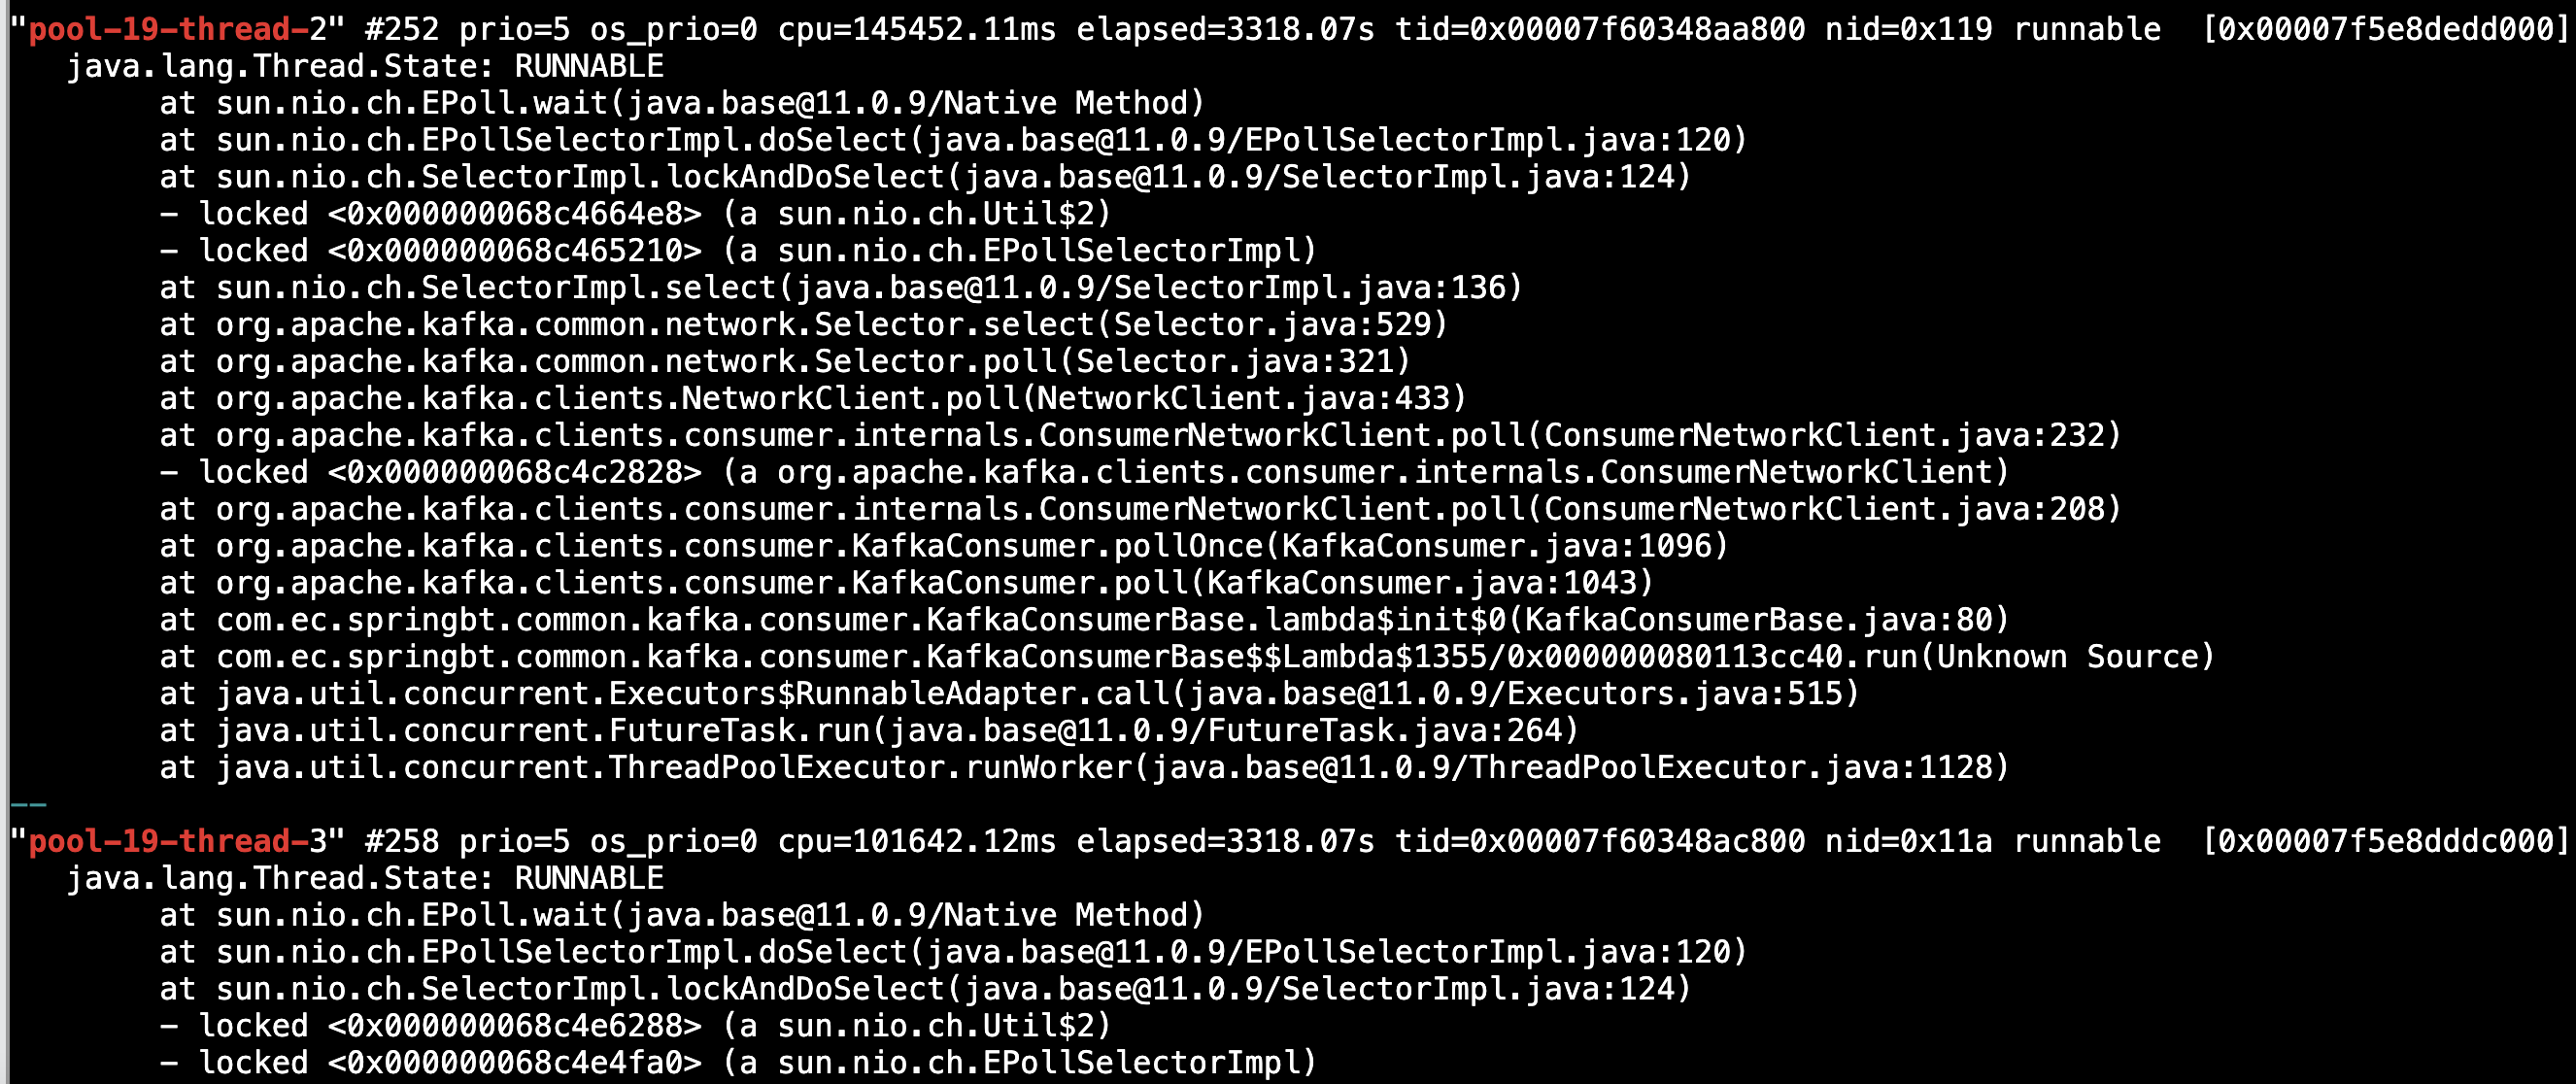 "pool-19-thread-2" #252 prio=5 os_prio=0 cpu=145452.11ms elapsed=3318.07s tid=0x00007f60348aa800 nid=0x119 runnable  [0x00007f5e8dedd000]
   java.lang.Thread.State: RUNNABLE
        at sun.nio.ch.EPoll.wait(java.base@11.0.9/Native Method)
        at sun.nio.ch.EPollSelectorImpl.doSelect(java.base@11.0.9/EPollSelectorImpl.java:120)
        at sun.nio.ch.SelectorImpl.lockAndDoSelect(java.base@11.0.9/SelectorImpl.java:124)
        - locked <0x000000068c4664e8> (a sun.nio.ch.Util$2)
        - locked <0x000000068c465210> (a sun.nio.ch.EPollSelectorImpl)
        at sun.nio.ch.SelectorImpl.select(java.base@11.0.9/SelectorImpl.java:136)
        at org.apache.kafka.common.network.Selector.select(Selector.java:529)
        at org.apache.kafka.common.network.Selector.poll(Selector.java:321)
        at org.apache.kafka.clients.NetworkClient.poll(NetworkClient.java:433)
        at org.apache.kafka.clients.consumer.internals.ConsumerNetworkClient.poll(ConsumerNetworkClient.java:232)
        - locked <0x000000068c4c2828> (a org.apache.kafka.clients.consumer.internals.ConsumerNetworkClient)
        at org.apache.kafka.clients.consumer.internals.ConsumerNetworkClient.poll(ConsumerNetworkClient.java:208)
        at org.apache.kafka.clients.consumer.KafkaConsumer.pollOnce(KafkaConsumer.java:1096)
        at org.apache.kafka.clients.consumer.KafkaConsumer.poll(KafkaConsumer.java:1043)
        at com.ec.springbt.common.kafka.consumer.KafkaConsumerBase.lambda$init$0(KafkaConsumerBase.java:80)
        at com.ec.springbt.common.kafka.consumer.KafkaConsumerBase$$Lambda$1355/0x000000080113cc40.run(Unknown Source)
        at java.util.concurrent.Executors$RunnableAdapter.call(java.base@11.0.9/Executors.java:515)
        at java.util.concurrent.FutureTask.run(java.base@11.0.9/FutureTask.java:264)
        at java.util.concurrent.ThreadPoolExecutor.runWorker(java.base@11.0.9/ThreadPoolExecutor.java:1128)
--
"pool-19-thread-3" #258 prio=5 os_prio=0 cpu=101642.12ms elapsed=3318.07s tid=0x00007f60348ac800 nid=0x11a runnable  [0x00007f5e8dddc000]
   java.lang.Thread.State: RUNNABLE
        at sun.nio.ch.EPoll.wait(java.base@11.0.9/Native Method)
        at sun.nio.ch.EPollSelectorImpl.doSelect(java.base@11.0.9/EPollSelectorImpl.java:120)
        at sun.nio.ch.SelectorImpl.lockAndDoSelect(java.base@11.0.9/SelectorImpl.java:124)
        - locked <0x000000068c4e6288> (a sun.nio.ch.Util$2)
        - locked <0x000000068c4e4fa0> (a sun.nio.ch.EPollSelectorImpl)